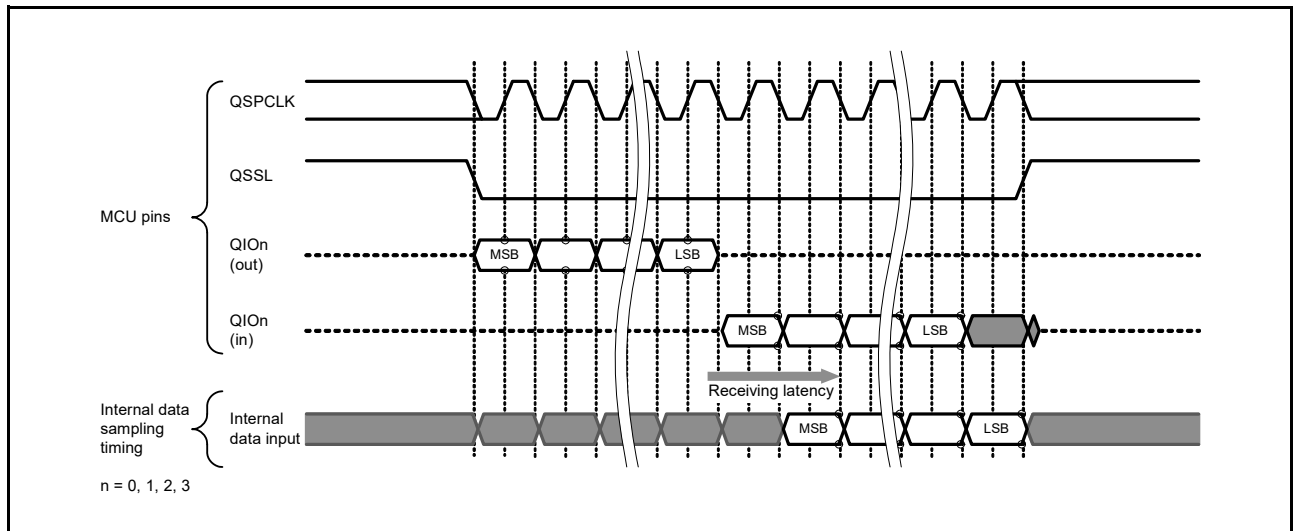 QSPCLK
QSSL
MCU pins
QIOn
(out)
MSB
LSB
QIOn
(in)
MSB
LSB
Receiving latency
Internal data
sampling
timing
Internal
data input
MSB
LSB
n = 0, 1, 2, 3